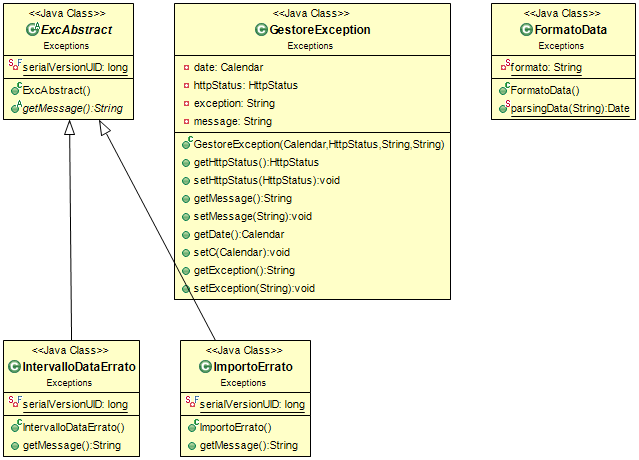 <<Java Class>>
ExcAbstract
Exceptions
serialVersionUID: long
ExcAbstract()
getMessage():String
<<Java Class>>
GestoreException
Exceptions
date: Calendar
httpStatus: HttpStatus
exception: String
message: String
GestoreException(Calendar,HttpStatus,String,String)
getHttpStatus():HttpStatus
setHttpStatus(HttpStatus):void
getMessage():String
setMessage(String):void
getDate():Calendar
setC(Calendar):void
getException():String
setException(String):void
<<Java Class>>
FormatoData
Exceptions
formato: String
FormatoData()
parsingData(String):Date
<<Java Class>>
IntervalloDataErrato
Exceptions
serialVersionUID: long
IntervalloDataErrato()
getMessage():String
<<Java Class>>
ImportoErrato
Exceptions
serialVersionUID: long
ImportoErrato()
getMessage():String